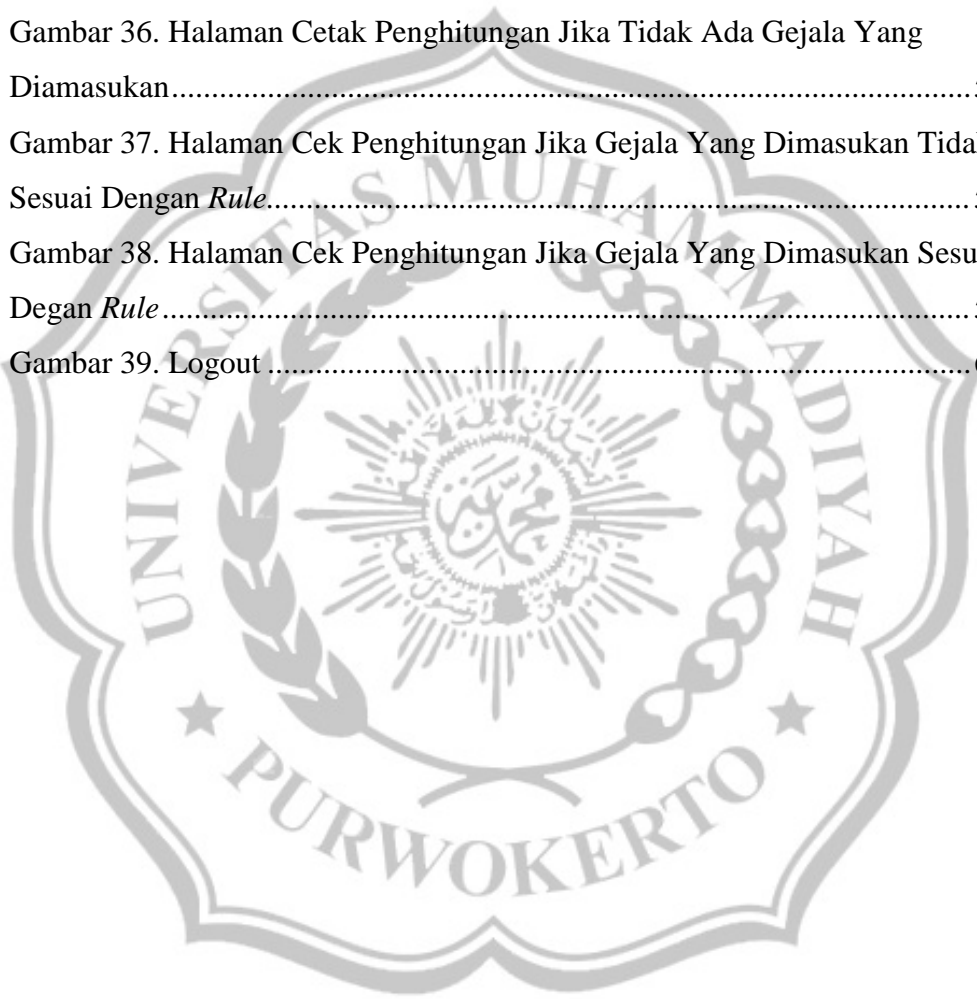 Gambar 36. Halaman Cetak Penghitungan Jika Tidak Ada Gejala Yang
Diamasukan
Gambar 37. Halaman Cek Penghitungan Jika Gejala Yang Dimasukan Tida
Sesuai Dengan Rule
Gambar 38. Halaman Cek Penghitungan Jika Gejala Yang Dimasukan Sesu
Degan Rule
Gambar 39. Logout
UNIVERSITAS MUHAMMADIYAH
PURWOKERTO